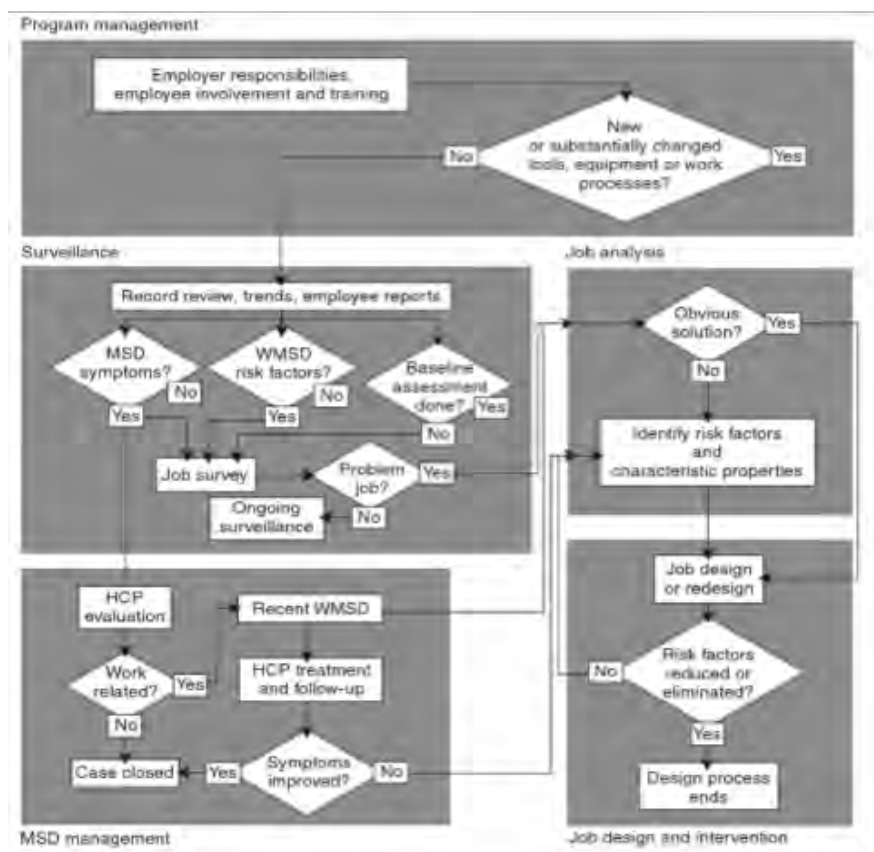 Program management
Employer responsibilities,
employee involvement and training
New
or substantially changed
tools, equipment or work
processes?
No
Yes
Surveillance
Record review, trends, employee reports
MSD
symptoms?
No
Yes
WMSD
risk factors?
No
Yes
Baseline
assessment
done?
Yes
No
Job survey
Problem
job?
Yes
No
Ongoing
surveillance
Job analysis
Obvious
solution?
Yes
No
Identify risk factors
and
characteristic properties
HCP
evaluation
Work
related?
Yes
No
Case closed
Recent WMSD
HCP treatment
and follow-up
Symptoms
improved?
Yes
No
MSD management
Job design
or redesign
Risk factors
reduced or
eliminated?
No
Yes
Design process
ends
Job design and intervention